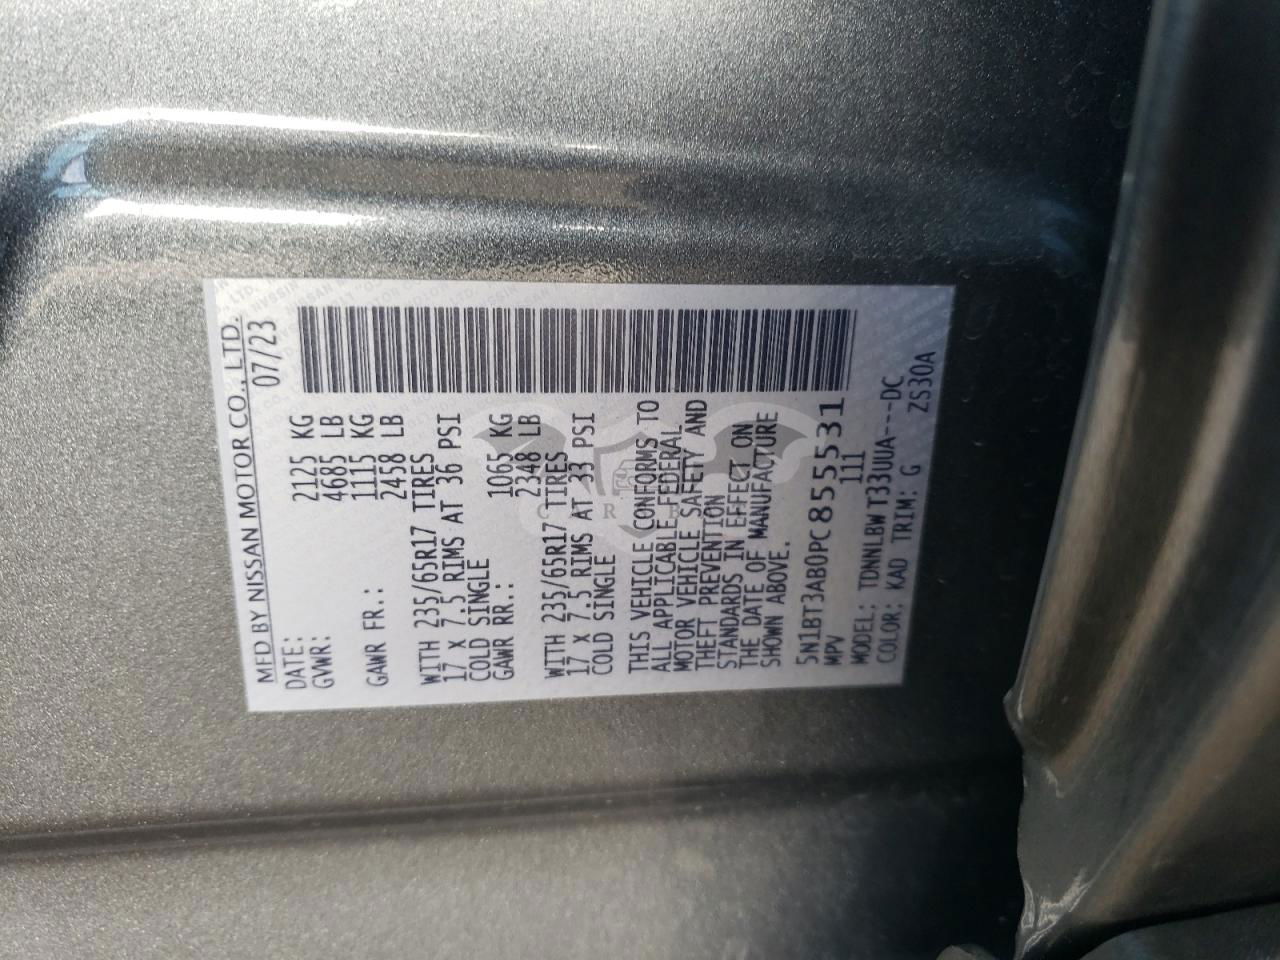 MFD BY NISSAN MOTOR CO., LTD.
DATE: 07/23
GVWR: 2125 KG
4685 LB
GAWR FR.: 1115 KG
2458 LB
WITH 235/65R17 TIRES
17 X 7.5 RIMS AT 36 PSI
COLD SINGLE
GAWR RR.: 1065 KG
2348 LB
WITH 235/65R17 TIRES
17 X 7.5 RIMS AT 33 PSI
COLD SINGLE
THIS VEHICLE CONFORMS TO
ALL APPLICABLE FEDERAL
MOTOR VEHICLE SAFETY AND
THEFT PREVENTION
STANDARDS IN EFFECT ON
THE DATE OF MANUFACTURE
SHOWN ABOVE.
5N1BT3AB0PC855531
MPV 111
MODEL: TDNNLBWT33UUA---DC
COLOR: KAD TRIM: G ZS30A